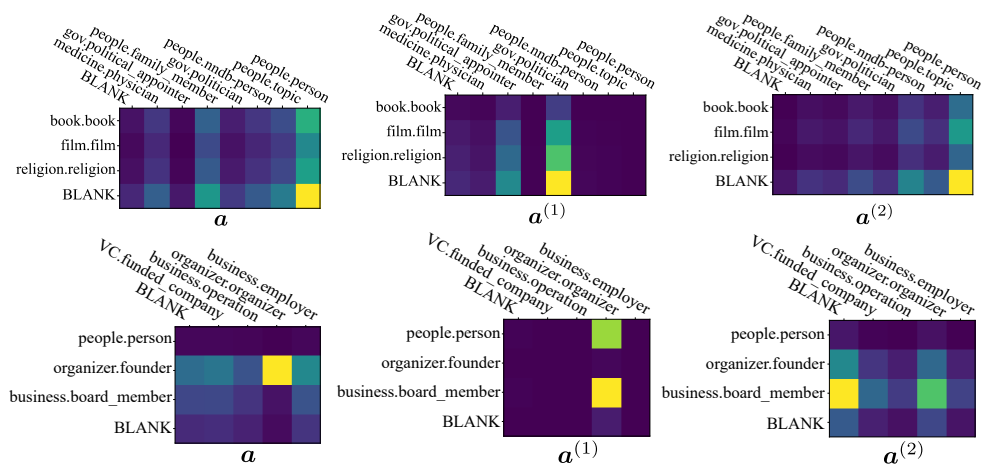 people.person
people.topic
people.nndb-person
gov.politician
people.family_member
gov.political_appointer
medicine.physician
BLANK
book.book
film.film
religion.religion
BLANK
a
people.person
people.topic
people.nndb-person
gov.politician
people.family_member
gov.political_appointer
medicine.physician
BLANK
book.book
film.film
religion.religion
BLANK
a(1)
people.person
people.topic
people.nndb-person
gov.politician
people.family_member
gov.political_appointer
medicine.physician
BLANK
book.book
film.film
religion.religion
BLANK
a(2)
business.employer
organizer.organizer
business.operation
VC.funded_company
BLANK
people.person
organizer.founder
business.board_member
BLANK
a
business.employer
organizer.organizer
business.operation
VC.funded_company
BLANK
people.person
organizer.founder
business.board_member
BLANK
a(1)
business.employer
organizer.organizer
business.operation
VC.funded_company
BLANK
people.person
organizer.founder
business.board_member
BLANK
a(2)